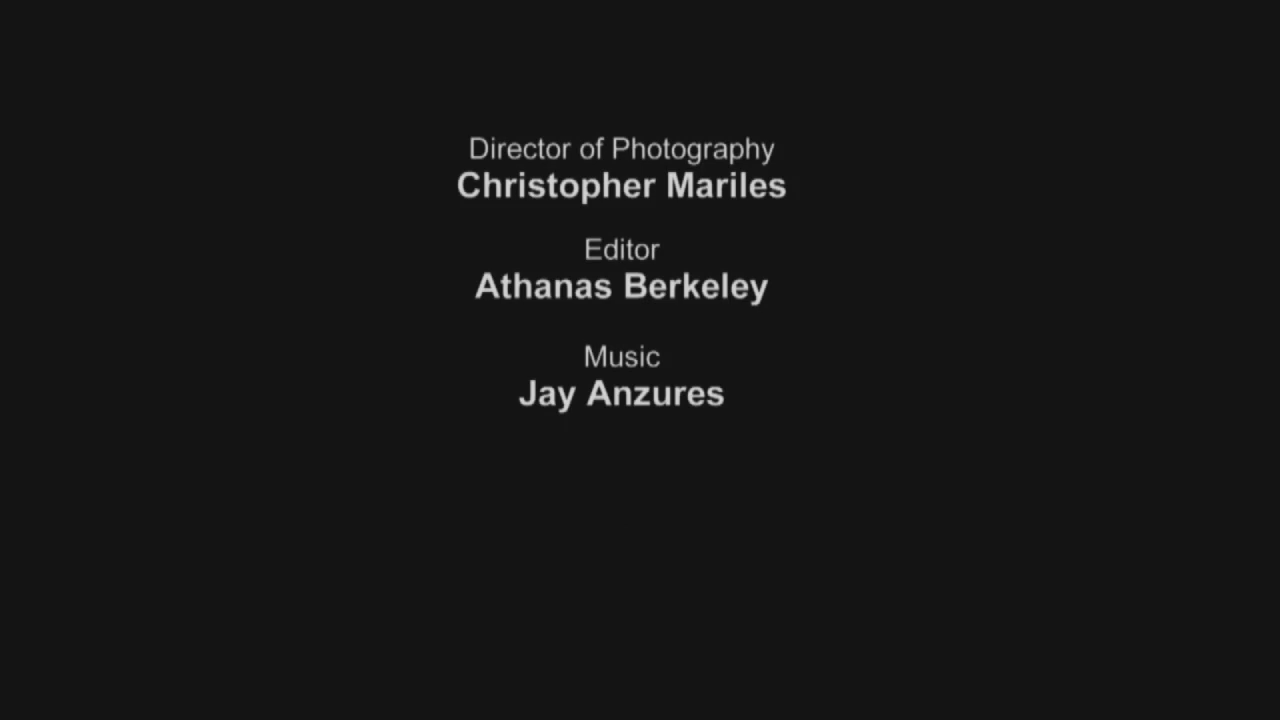 Director of Photography
Christopher Mariles
Editor
Athanas Berkeley
Music
Jay Anzures